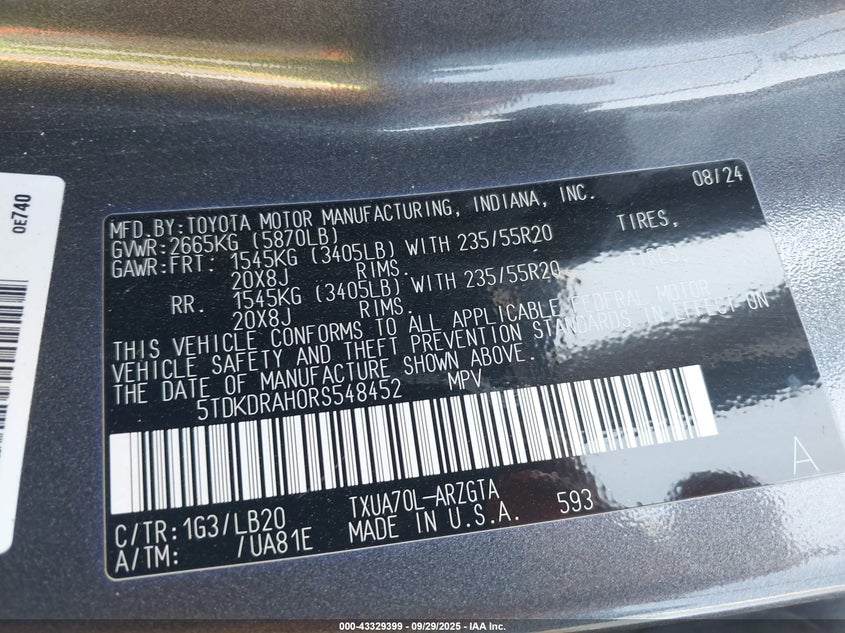 OE740
MFD.BY:TOYOTA MOTOR MANUFACTURING, INDIANA, INC. 08/24
GVWR:2665KG (5870LB)
GAWR:FRT: 1545KG (3405LB) WITH 235/55R20 TIRES,
20X8J RIMS.
RR. 1545KG (3405LB) WITH 235/55R20 TIRES,
20X8J RIMS.
THIS VEHICLE CONFORMS TO ALL APPLICABLE FEDERAL MOTOR
VEHICLE SAFETY AND THEFT PREVENTION STANDARDS IN EFFECT ON
THE DATE OF MANUFACTURE SHOWN ABOVE.
5TDKDRAH0RS548452 MPV
A
TXUA70L-ARZGTA
C/TR:1G3/LB20 MADE IN U.S.A. 593
A/TM: /UA81E
000-43329399 - 09/29/2025 - IAA Inc.